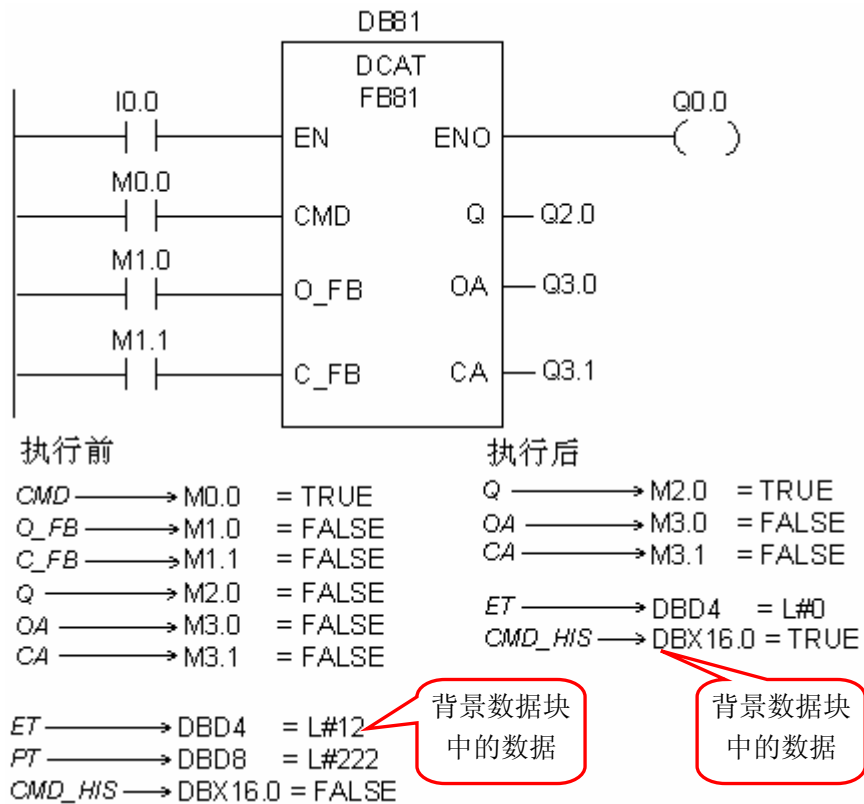 DB81
DCAT
FB81
I0.0
Q0.0
EN
ENO
M0.0
CMD
Q
Q2.0
M1.0
O_FB
OA
Q3.0
M1.1
C_FB
CA
Q3.1
执行前
CMD → M0.0 = TRUE
O_FB → M1.0 = FALSE
C_FB → M1.1 = FALSE
Q → M2.0 = FALSE
OA → M3.0 = FALSE
CA → M3.1 = FALSE
ET → DBD4 = L#12
PT → DBD8 = L#222
CMD_HIS → DBX16.0 = FALSE
背景数据块
中的数据
执行后
Q → M2.0 = TRUE
OA → M3.0 = FALSE
CA → M3.1 = FALSE
ET → DBD4 = L#0
CMD_HIS → DBX16.0 = TRUE
背景数据块
中的数据